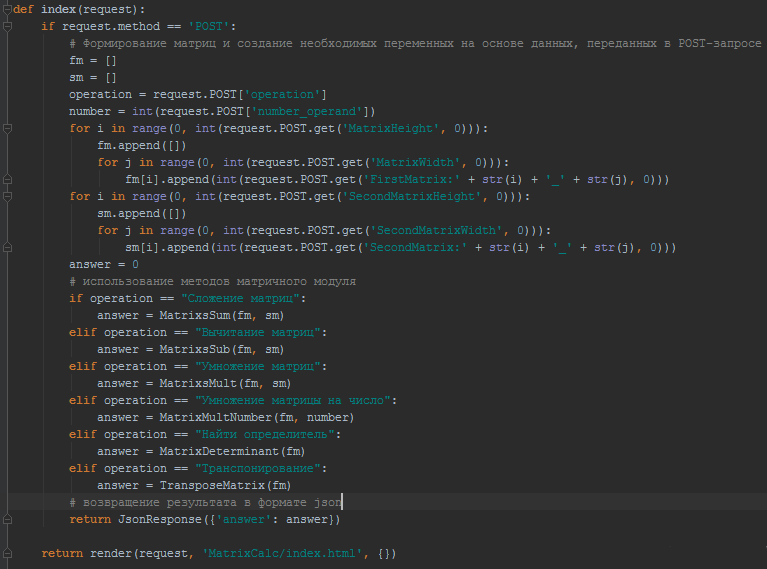 def index(request):
    if request.method == 'POST':
        # Формирование матриц и создание необходимых переменных на основе данных, переданных в POST-запросе
        fm = []
        sm = []
        operation = request.POST['operation']
        number = int(request.POST['number_operand'])
        for i in range(0, int(request.POST.get('MatrixHeight', 0))):
            fm.append([])
            for j in range(0, int(request.POST.get('MatrixWidth', 0))):
                fm[i].append(int(request.POST.get('FirstMatrix:' + str(i) + '_' + str(j), 0)))
        for i in range(0, int(request.POST.get('SecondMatrixHeight', 0))):
            sm.append([])
            for j in range(0, int(request.POST.get('SecondMatrixWidth', 0))):
                sm[i].append(int(request.POST.get('SecondMatrix:' + str(i) + '_' + str(j), 0)))
        answer = 0
        # использование методов матричного модуля
        if operation == "Сложение матриц":
            answer = MatrixsSum(fm, sm)
        elif operation == "Вычитание матриц":
            answer = MatrixsSub(fm, sm)
        elif operation == "Умножение матриц":
            answer = MatrixsMult(fm, sm)
        elif operation == "Умножение матрицы на число":
            answer = MatrixMultNumber(fm, number)
        elif operation == "Найти определитель":
            answer = MatrixDeterminant(fm)
        elif operation == "Транспонирование":
            answer = TransposeMatrix(fm)
        # возвращение результата в формате json
        return JsonResponse({'answer': answer})

    return render(request, 'MatrixCalc/index.html', {})